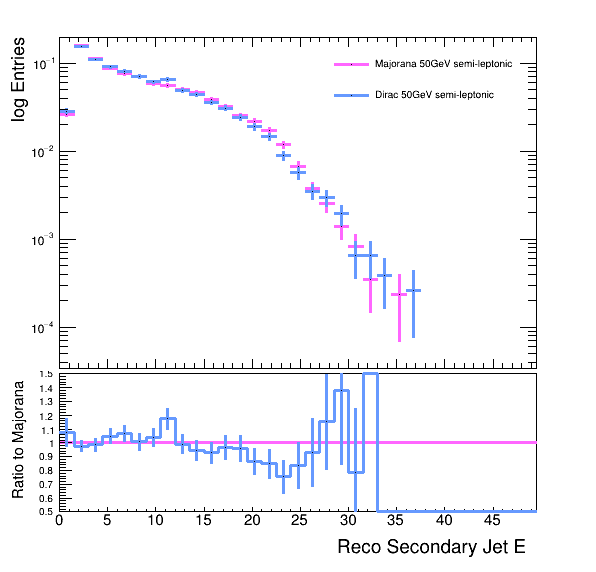 log Entries
10⁻¹
10⁻²
10⁻³
10⁻⁴
Majorana 50GeV semi-leptonic
Dirac 50GeV semi-leptonic
Ratio to Majorana
1.5
1.4
1.3
1.2
1.1
1
0.9
0.8
0.7
0.6
0.5
0 5 10 15 20 25 30 35 40 45
Reco Secondary Jet E